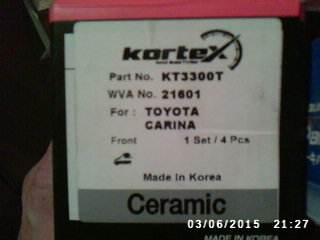 kortex
Part No. KT3300T
WVA No. 21601
For : TOYOTA
CARINA
Front 1 Set / 4 Pcs
Made In Korea
Ceramic
MADE IN KOREA
03/06/2015 21:27